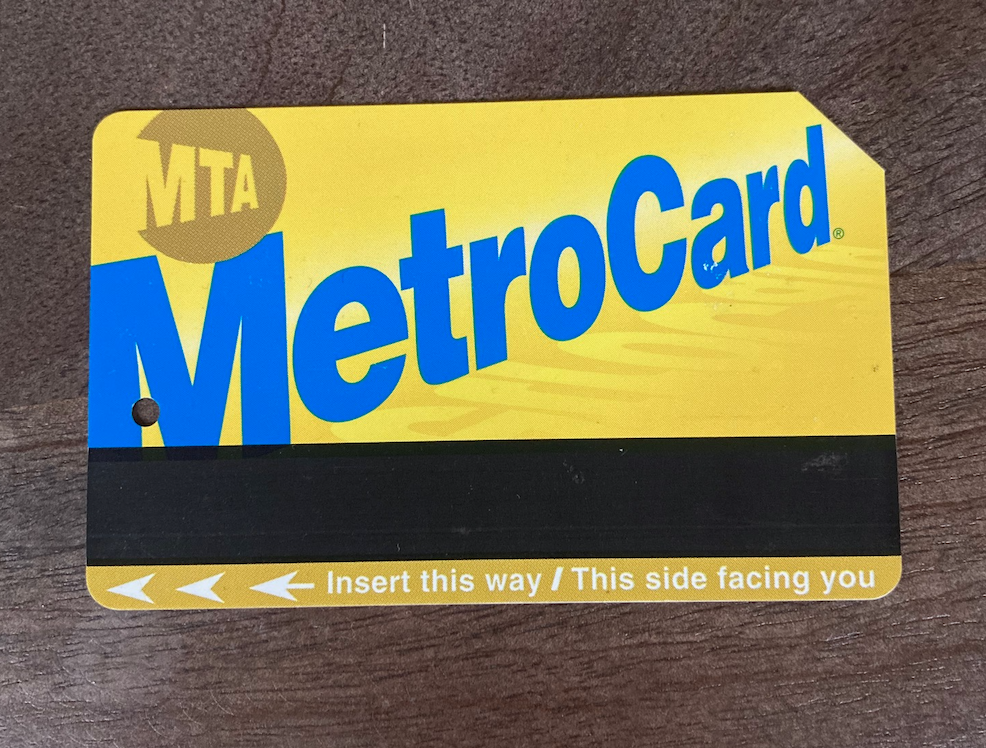 MTA
MetroCard®
Insert this way / This side facing you